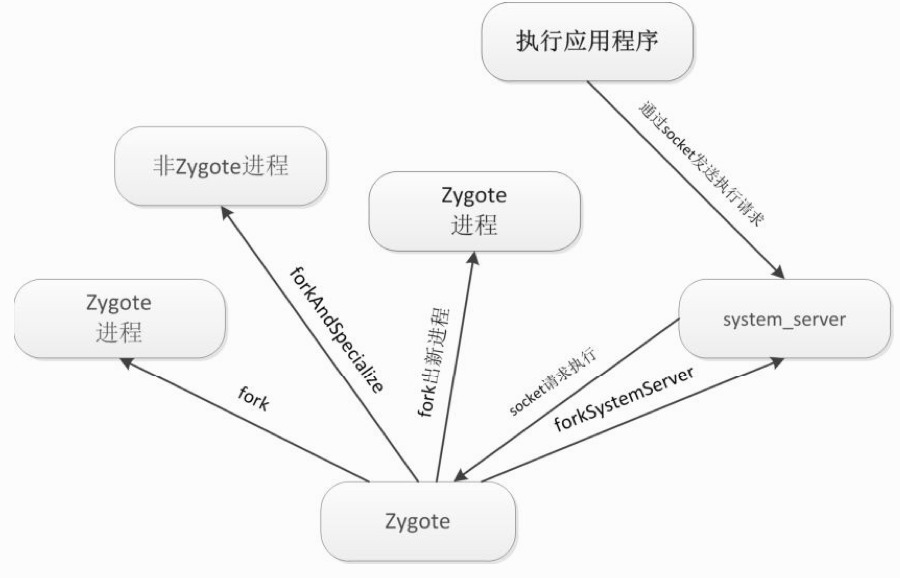 执行应用程序
通过socket发送执行请求
非Zygote进程
Zygote
进程
forkAndSpecialize
Zygote
进程
system_server
fork出新进程
socket请求执行
fork
forkSystemServer
Zygote